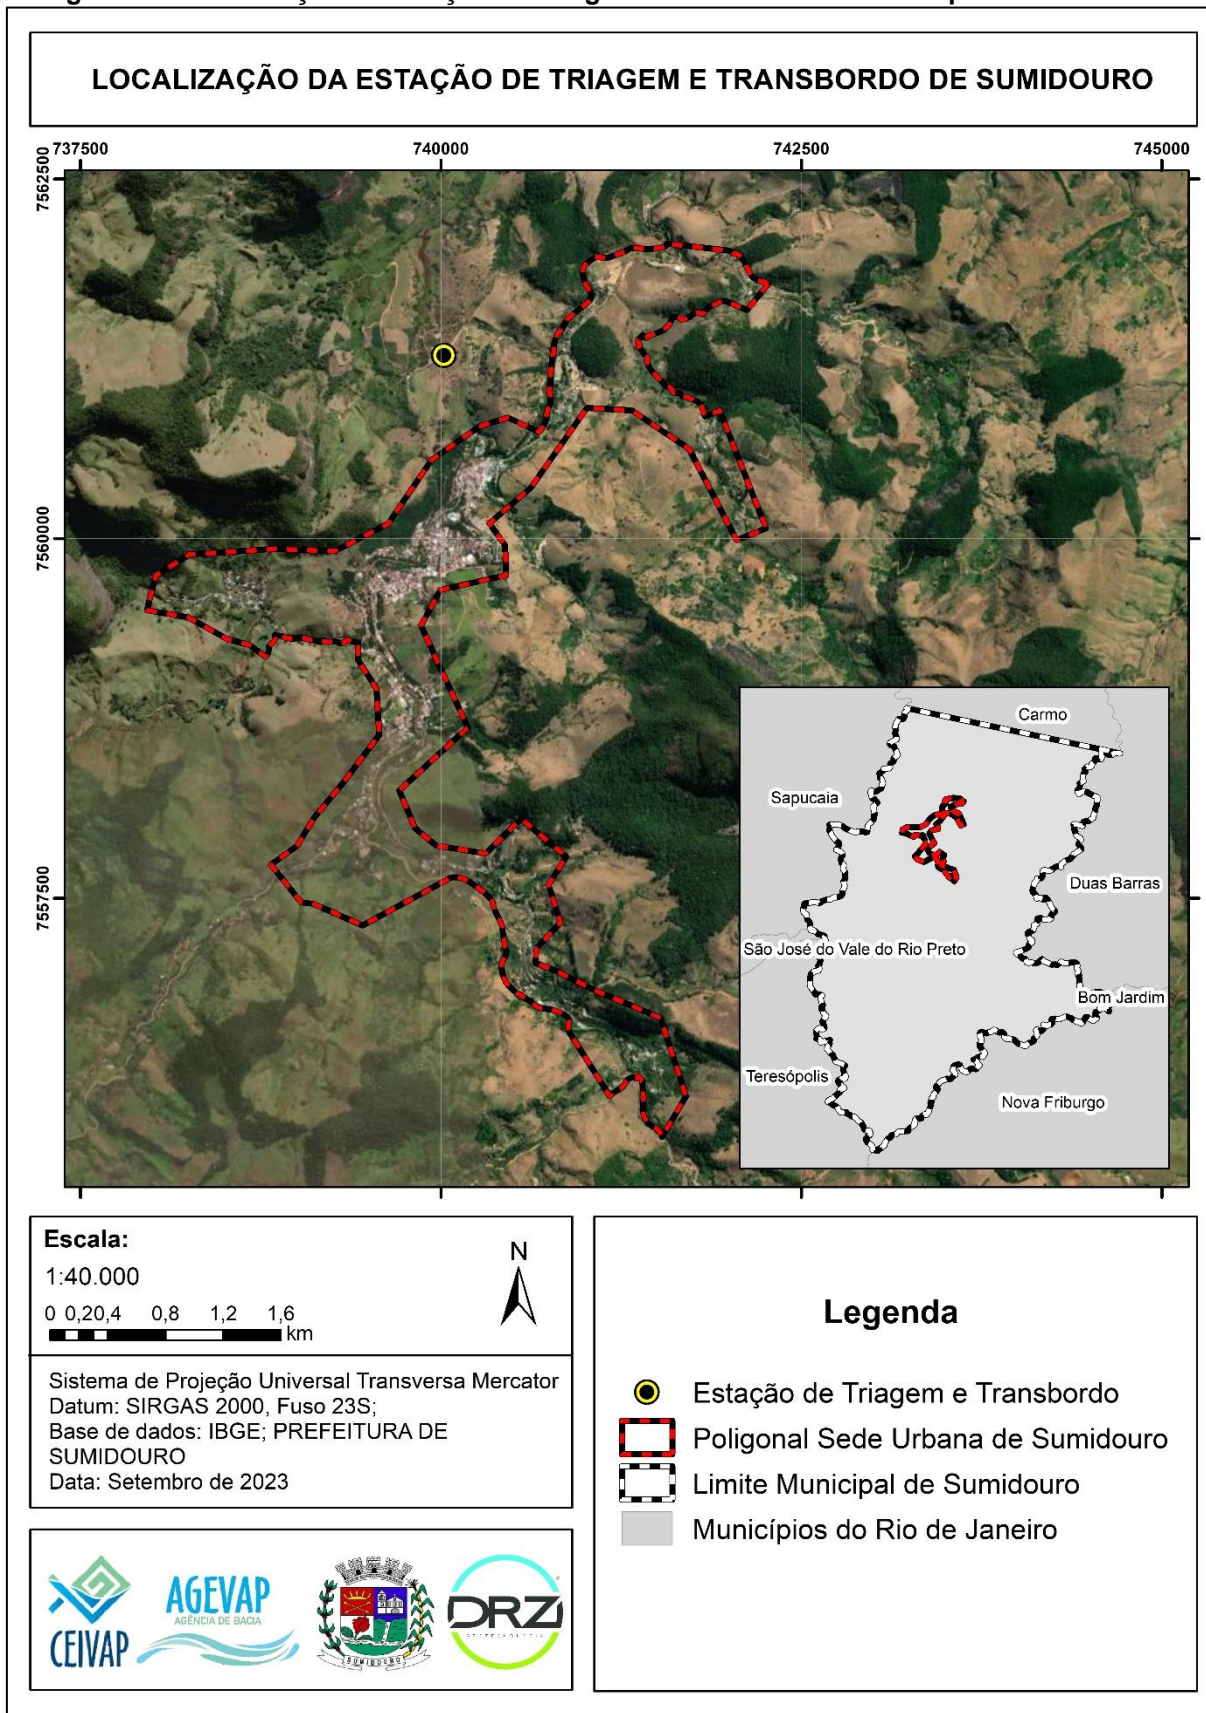 LOCALIZAÇÃO DA ESTAÇÃO DE TRIAGEM E TRANSBORDO DE SUMIDOURO
737500 740000 742500 745000
7562500
7560000
7557500
Carmo
Sapucaia
Duas Barras
São José do Vale do Rio Preto
Bom Jardim
Teresópolis
Nova Friburgo
Escala:
1:40.000
0 0,20,4 0,8 1,2 1,6
km
N
Sistema de Projeção Universal Transversa Mercator
Datum: SIRGAS 2000, Fuso 23S;
Base de dados: IBGE; PREFEITURA DE
SUMIDOURO
Data: Setembro de 2023
Legenda
Estação de Triagem e Transbordo
Poligonal Sede Urbana de Sumidouro
Limite Municipal de Sumidouro
Municípios do Rio de Janeiro
CEIVAP
AGEVAP
AGÊNCIA DE BACIA
SUMIDOURO
DRZ